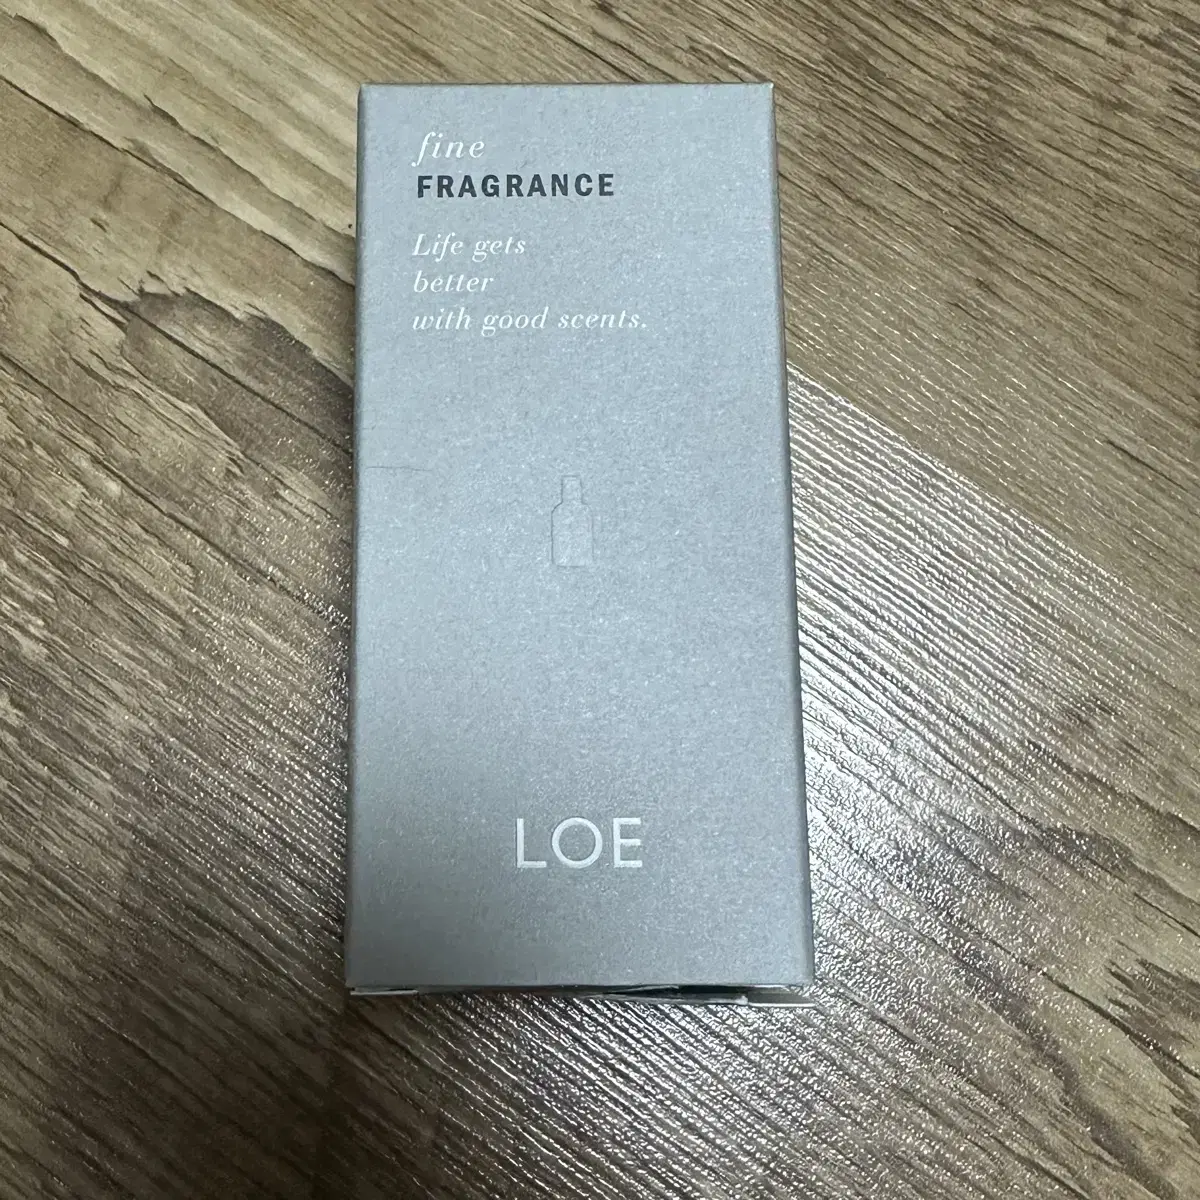 fine
FRAGRANCE
Life gets
better
with good scents.
LOE